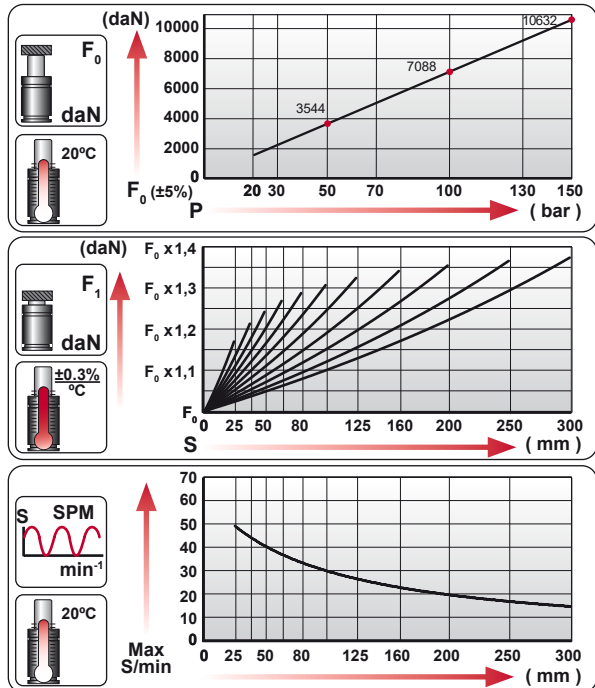 (daN)
F0
daN
20ºC
10000
8000
6000
4000
2000
0
3544
7088
10632
F0 (±5%)
20 30 50 70 100 130 150
P ( bar )
(daN)
F1
daN
±0.3%
ºC
F0 x1,4
F0 x1,3
F0 x1,2
F0 x1,1
F0
0 25 50 80 125 160 200 250 300
S ( mm )
S SPM
min-1
20ºC
70
60
50
40
30
20
10
0
Max
S/min
0 25 50 80 100 125 160 200 250 300
( mm )